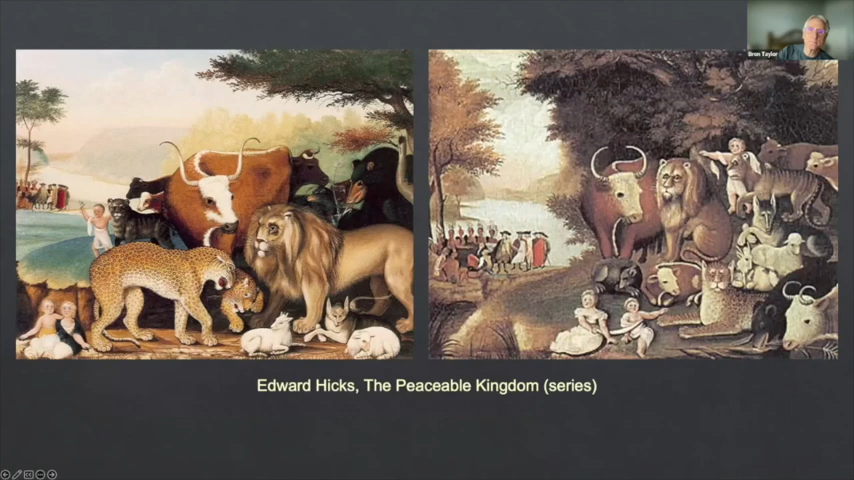 Bron Taylor
Edward Hicks, The Peaceable Kingdom (series)